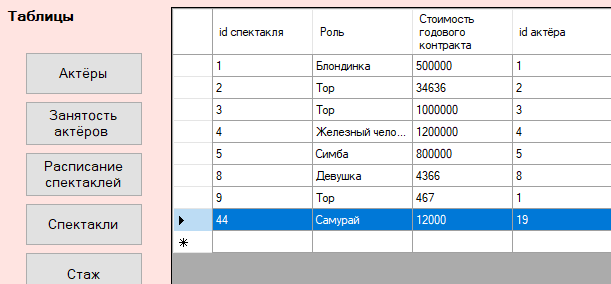 Таблицы
Актёры
Занятость
актёров
Расписание
спектаклей
Спектакли
Стаж
id спектакля Роль Стоимость годового контракта id актёра
1 Блондинка 500000 1
2 Тор 34636 2
3 Тор 1000000 3
4 Железный чело... 1200000 4
5 Симба 800000 5
8 Девушка 4366 8
9 Тор 467 1
44 Самурай 12000 19